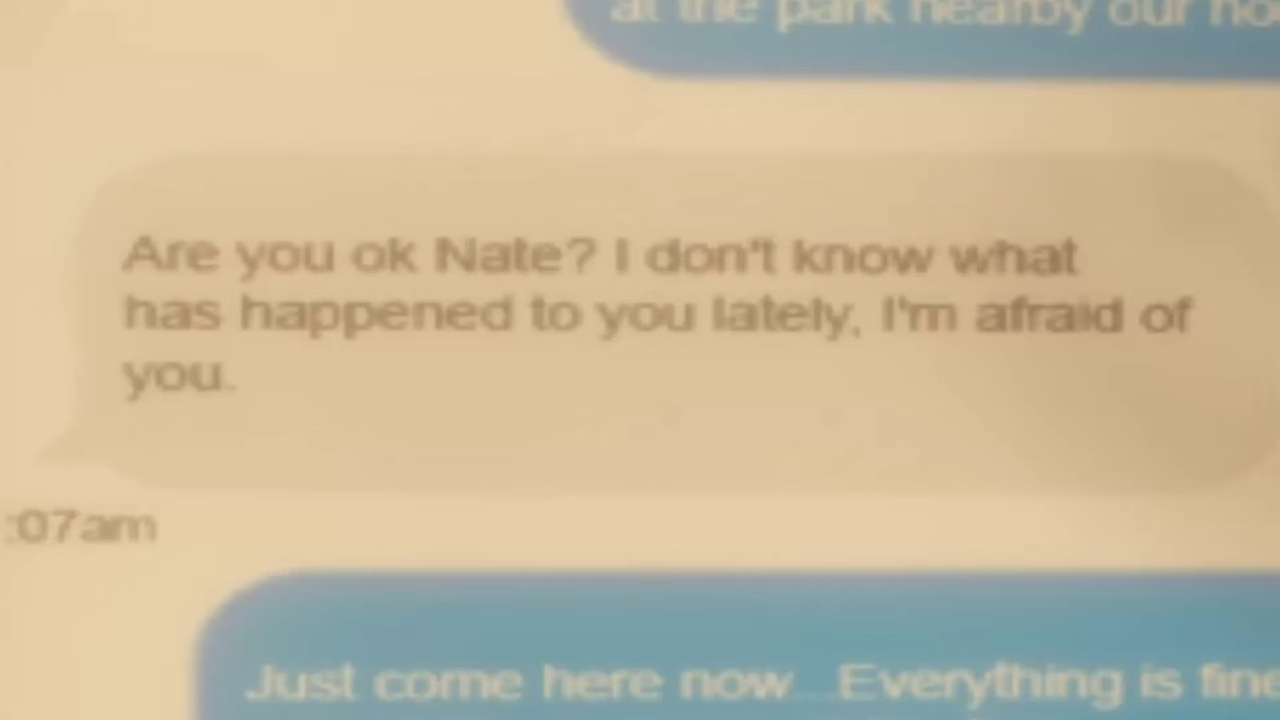 at the park nearby our
Are you ok Nate? I don't know what
has happened to you lately, I'm afraid of
you.
:07am
Just come here now...Everything is fine